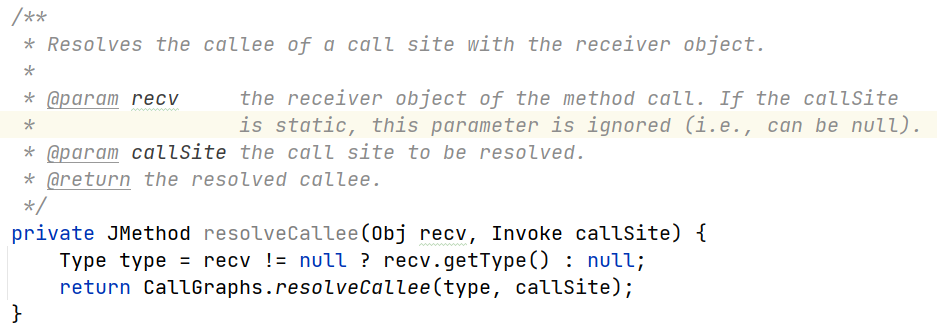 /**
 * Resolves the callee of a call site with the receiver object.
 *
 * @param recv     the receiver object of the method call. If the callSite
 *                 is static, this parameter is ignored (i.e., can be null).
 * @param callSite the call site to be resolved.
 * @return the resolved callee.
 */
private JMethod resolveCallee(Obj recv, Invoke callSite) {
    Type type = recv != null ? recv.getType() : null;
    return CallGraphs.resolveCallee(type, callSite);
}